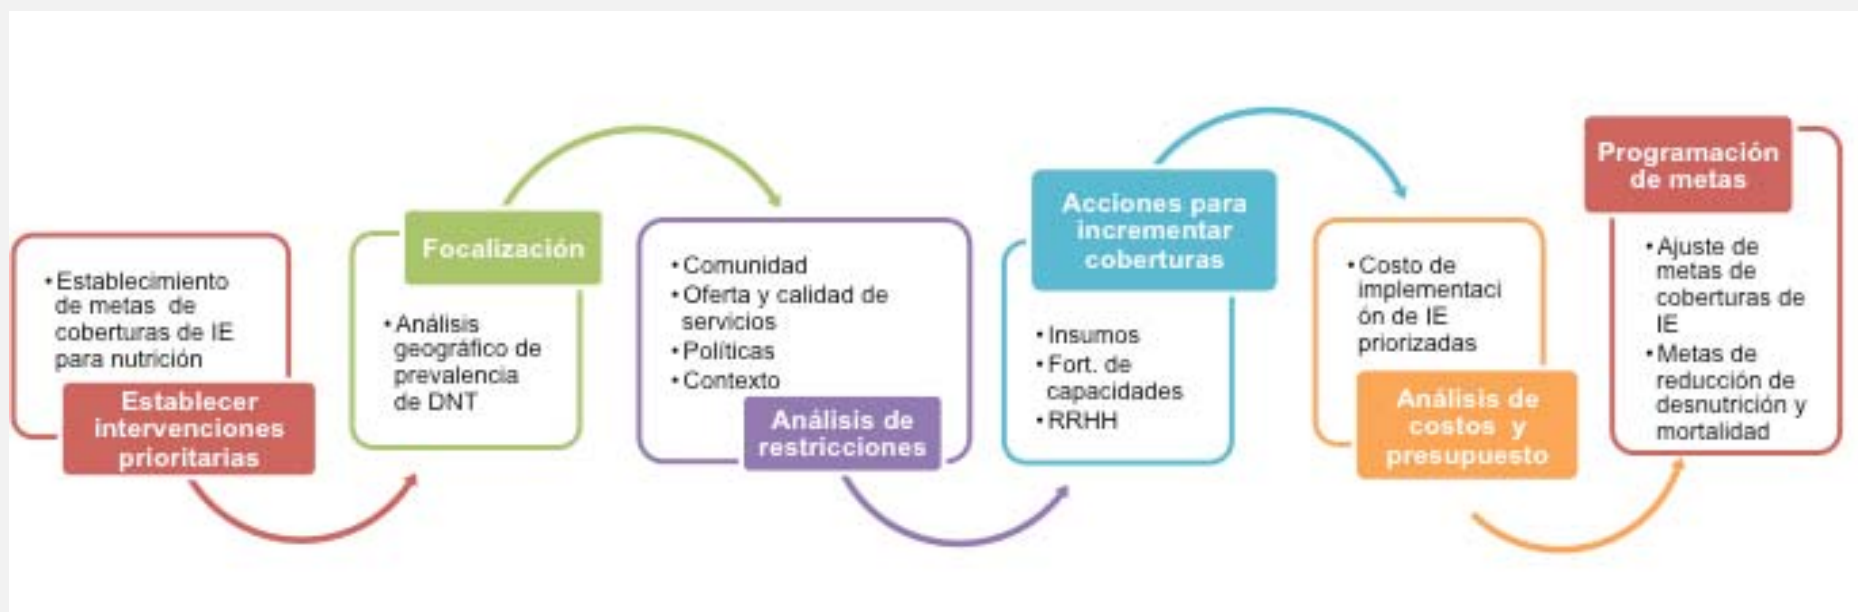 • Establecimiento
de metas de
coberturas de IE
para nutrición
Establecer
intervenciones
prioritarias
Focalización
• Análisis
geográfico de
prevalencia
de DNT
• Comunidad
• Oferta y calidad de
servicios
• Políticas
• Contexto
Análisis de
restricciones
Acciones para
incrementar
coberturas
• Insumos
• Fort. de
capacidades
• RRHH
• Costo de
implementaci
ón de IE
priorizadas
Análisis de
costos y
presupuesto
Programación
de metas
• Ajuste de
metas de
coberturas de
IE
• Metas de
reducción de
desnutrición y
mortalidad